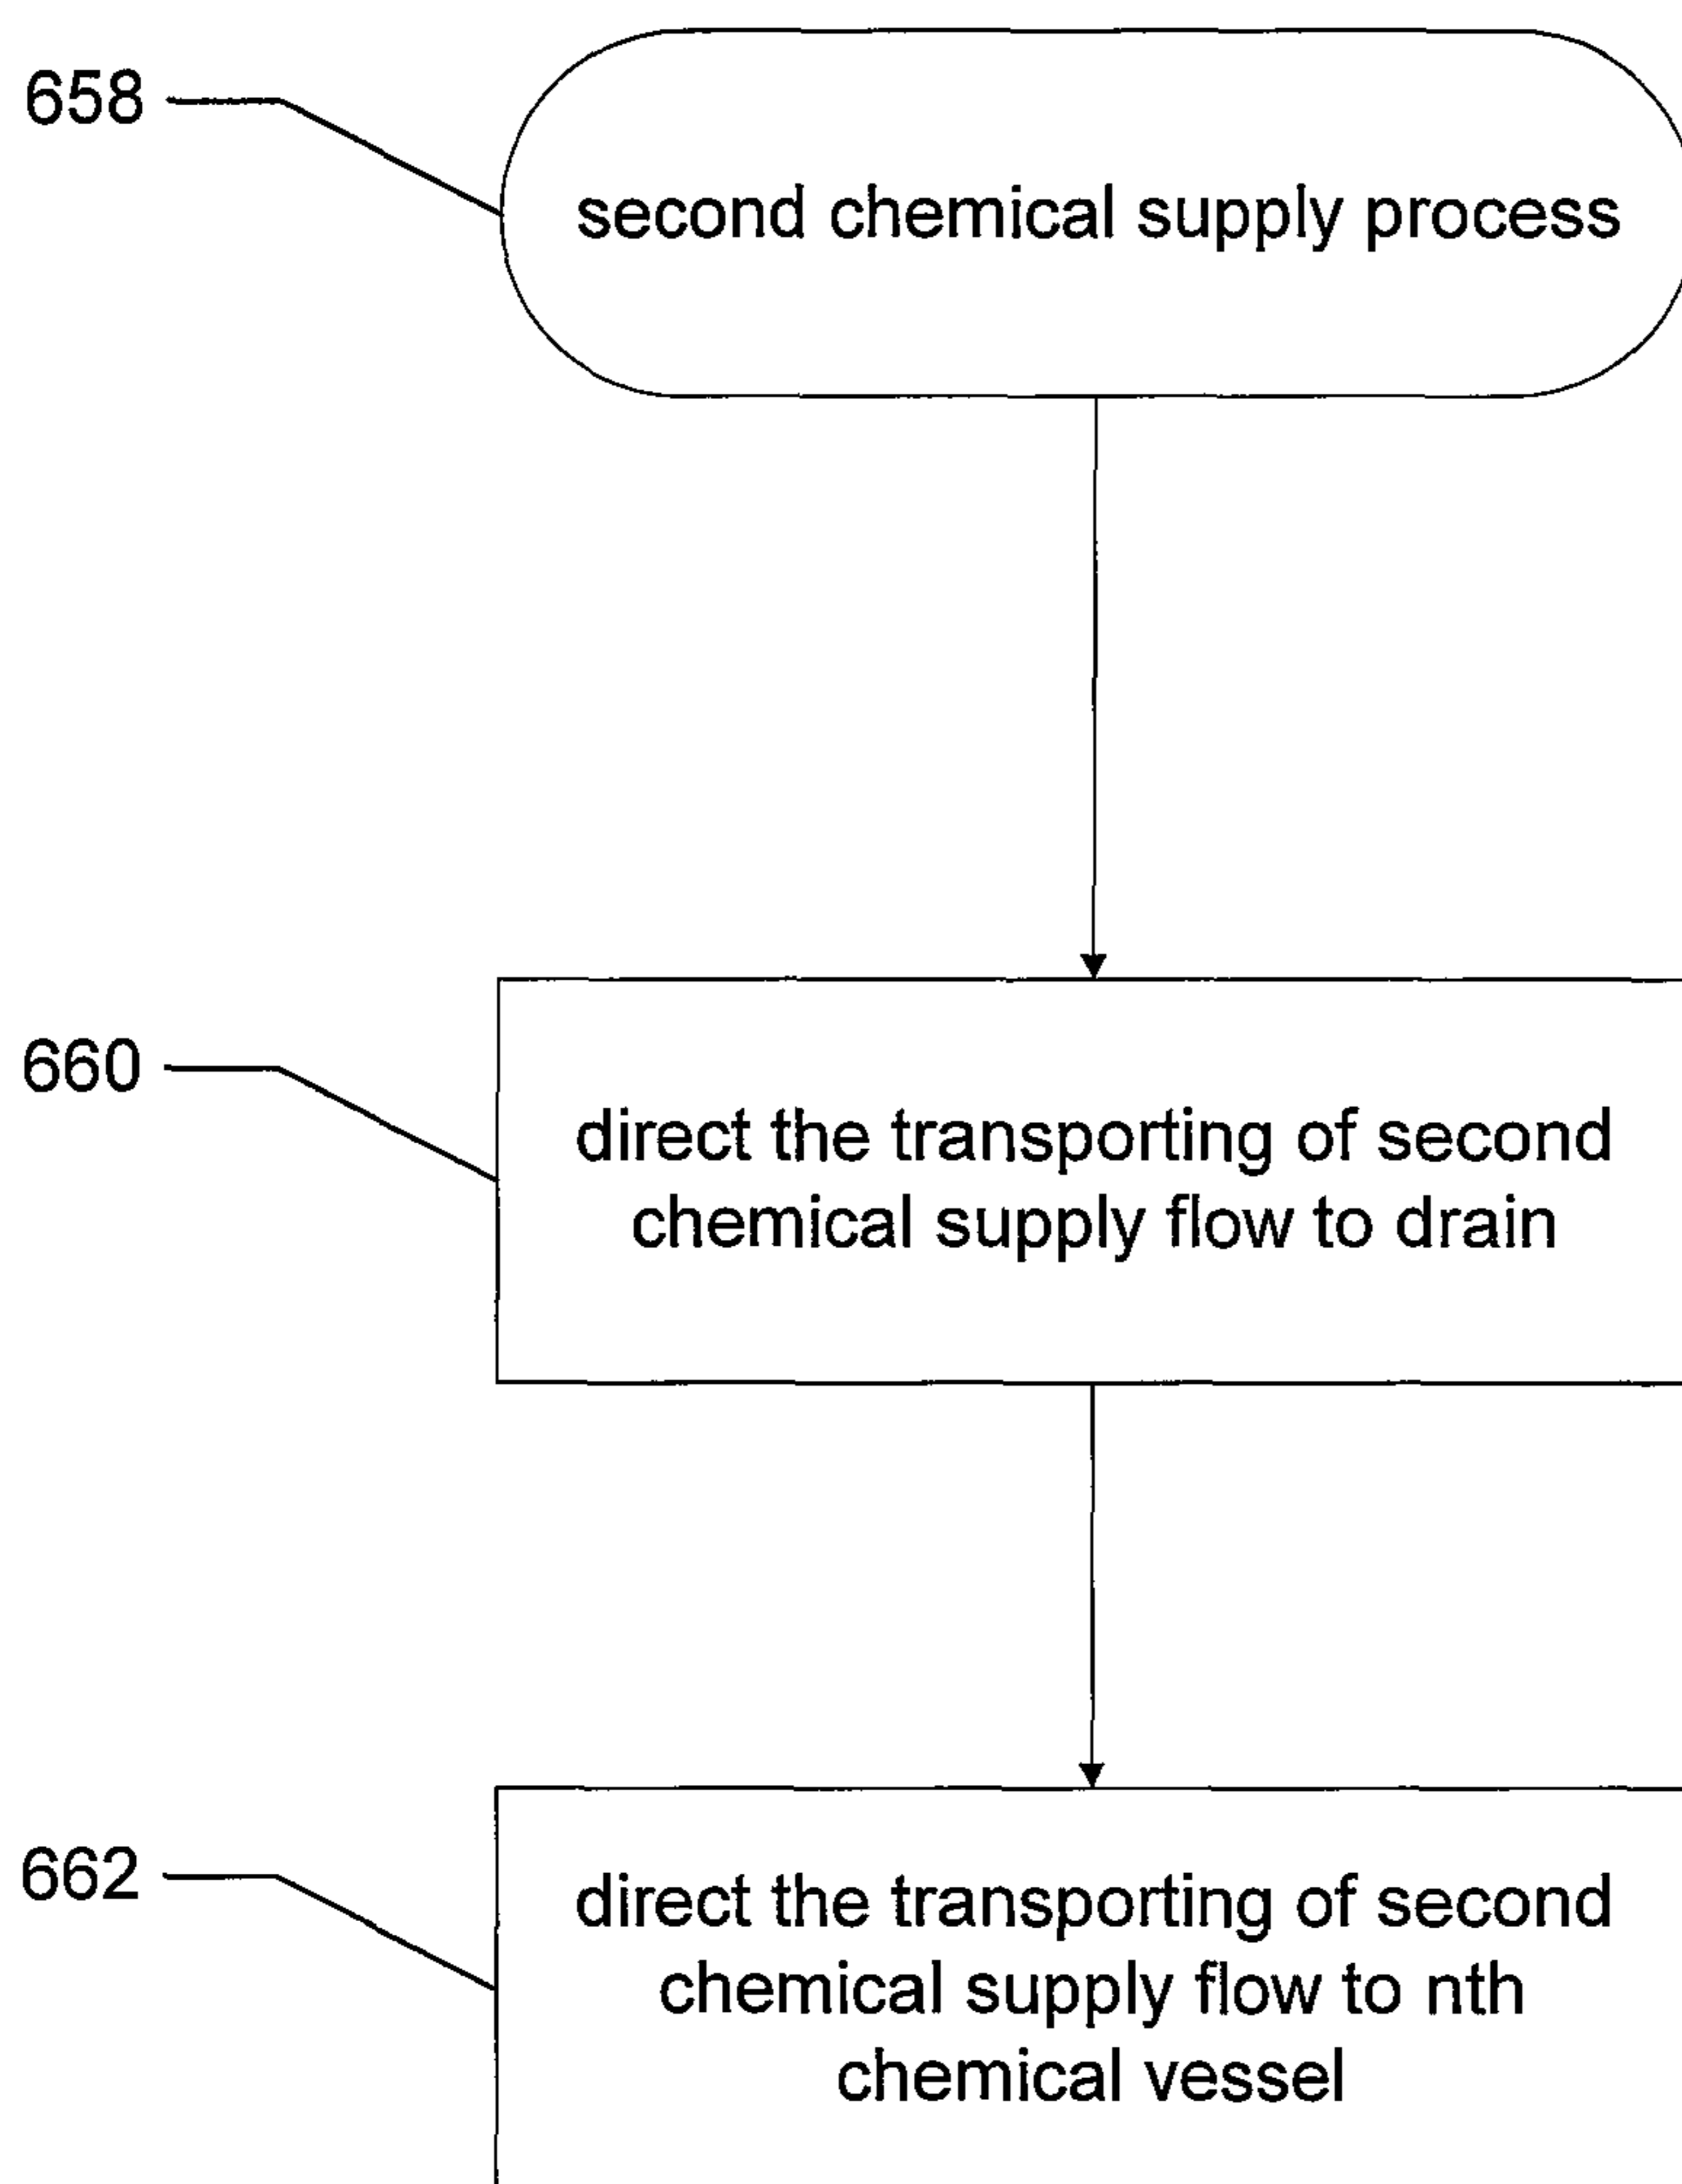 658
second chemical supply process
660
direct the transporting of second
chemical supply flow to drain
662
direct the transporting of second
chemical supply flow to nth
chemical vessel